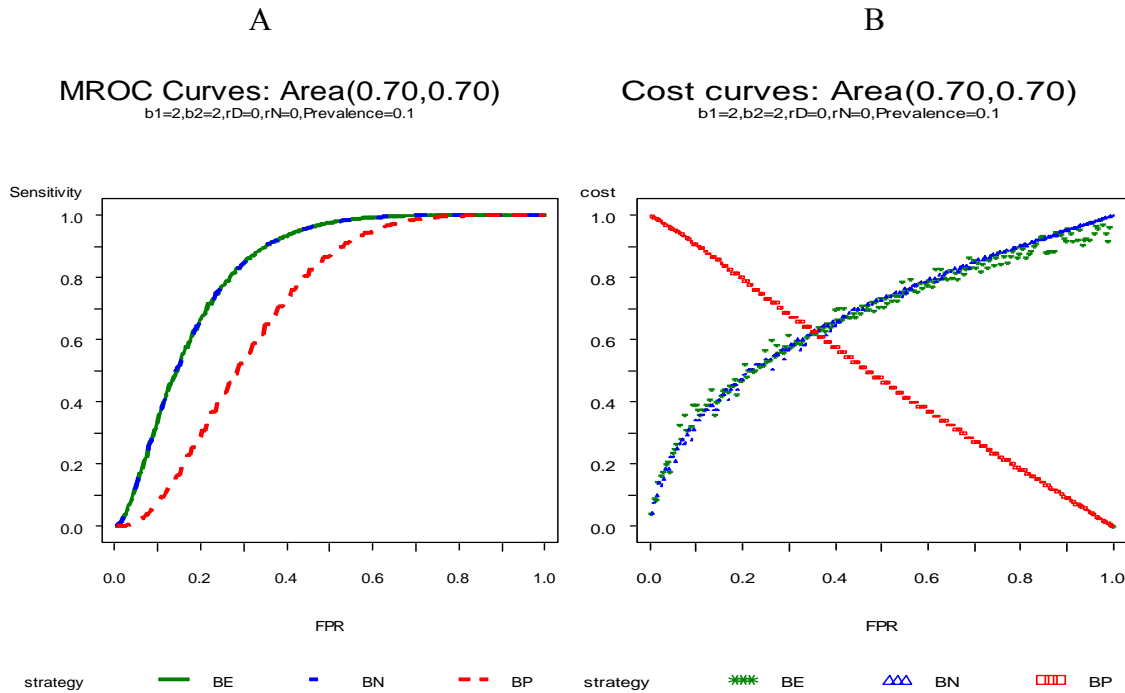 A
B
MROC Curves: Area(0.70,0.70)
b1=2,b2=2,rD=0,rN=0,Prevalence=0.1
Sensitivity
1.0
0.8
0.6
0.4
0.2
0.0
0.0 0.2 0.4 0.6 0.8 1.0
FPR
strategy BE BN BP
Cost curves: Area(0.70,0.70)
b1=2,b2=2,rD=0,rN=0,Prevalence=0.1
cost
1.0
0.8
0.6
0.4
0.2
0.0
0.0 0.2 0.4 0.6 0.8 1.0
FPR
strategy BE BN BP